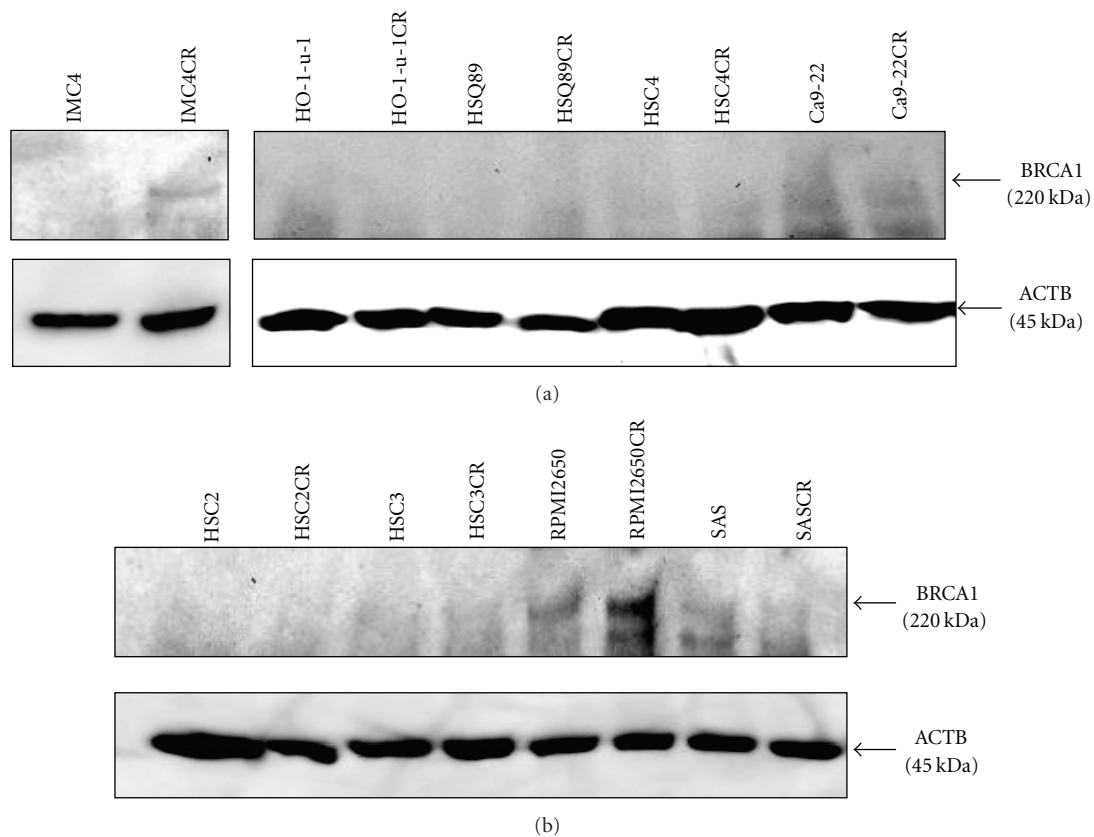 IMC4
IMC4CR
HO-1-u-1
HO-1-u-1CR
HSQ89
HSQ89CR
HSC4
HSC4CR
Ca9-22
Ca9-22CR
BRCA1
(220 kDa)
ACTB
(45 kDa)
(a)
HSC2
HSC2CR
HSC3
HSC3CR
RPMI2650
RPMI2650CR
SAS
SASCR
BRCA1
(220 kDa)
ACTB
(45 kDa)
(b)